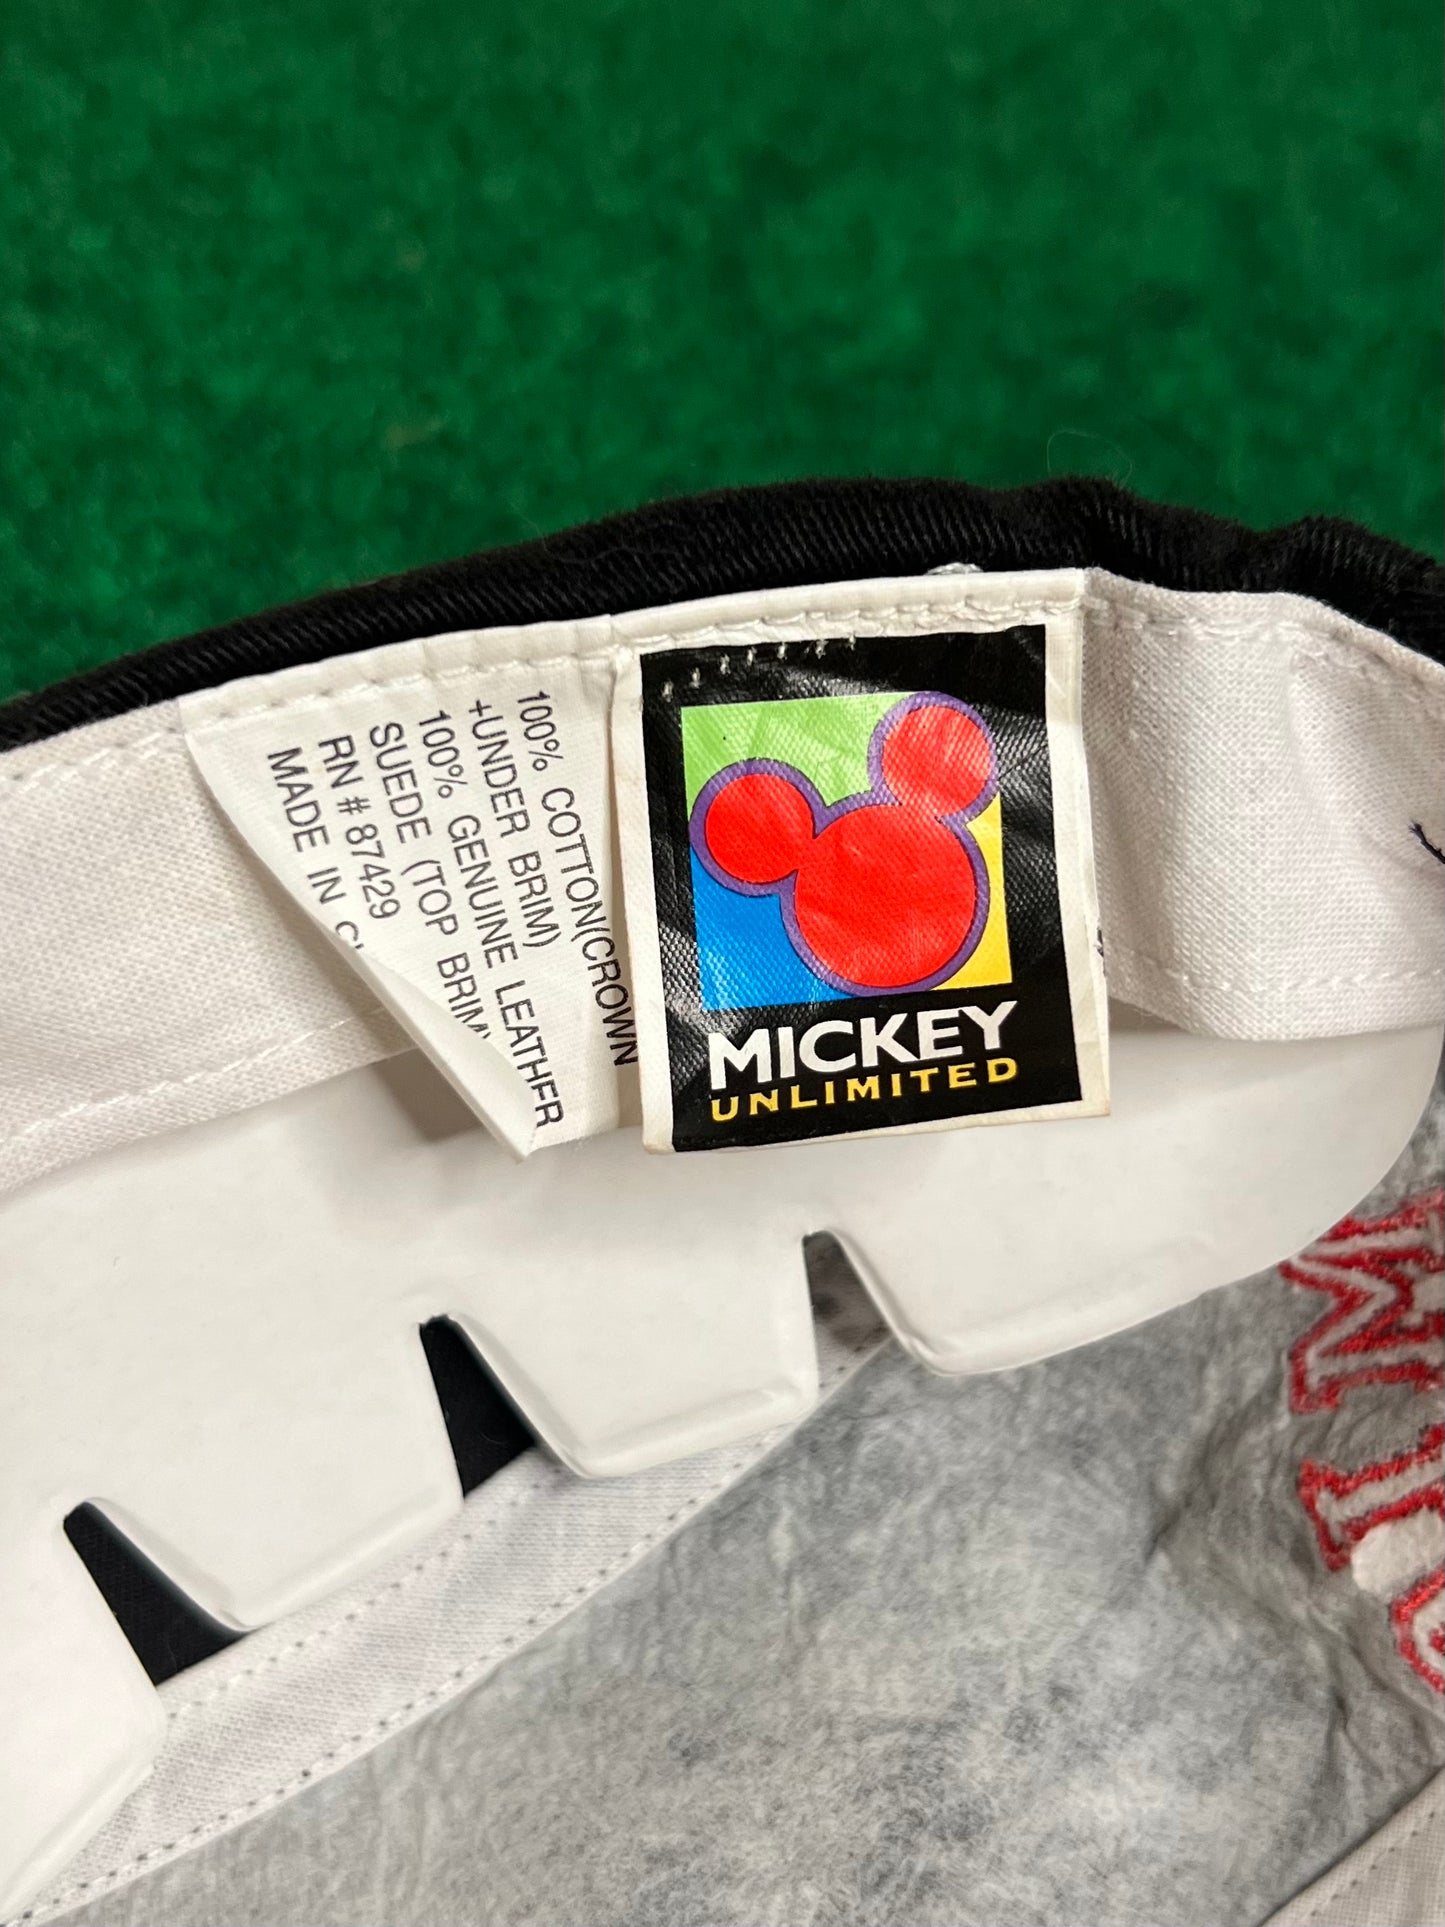 100% COTTON(CROWN
+UNDER BRIM)
100% GENUINE LEATHER
SUEDE (TOP BRIM)
RN # 87429
MADE IN
MICKEY
UNLIMITED